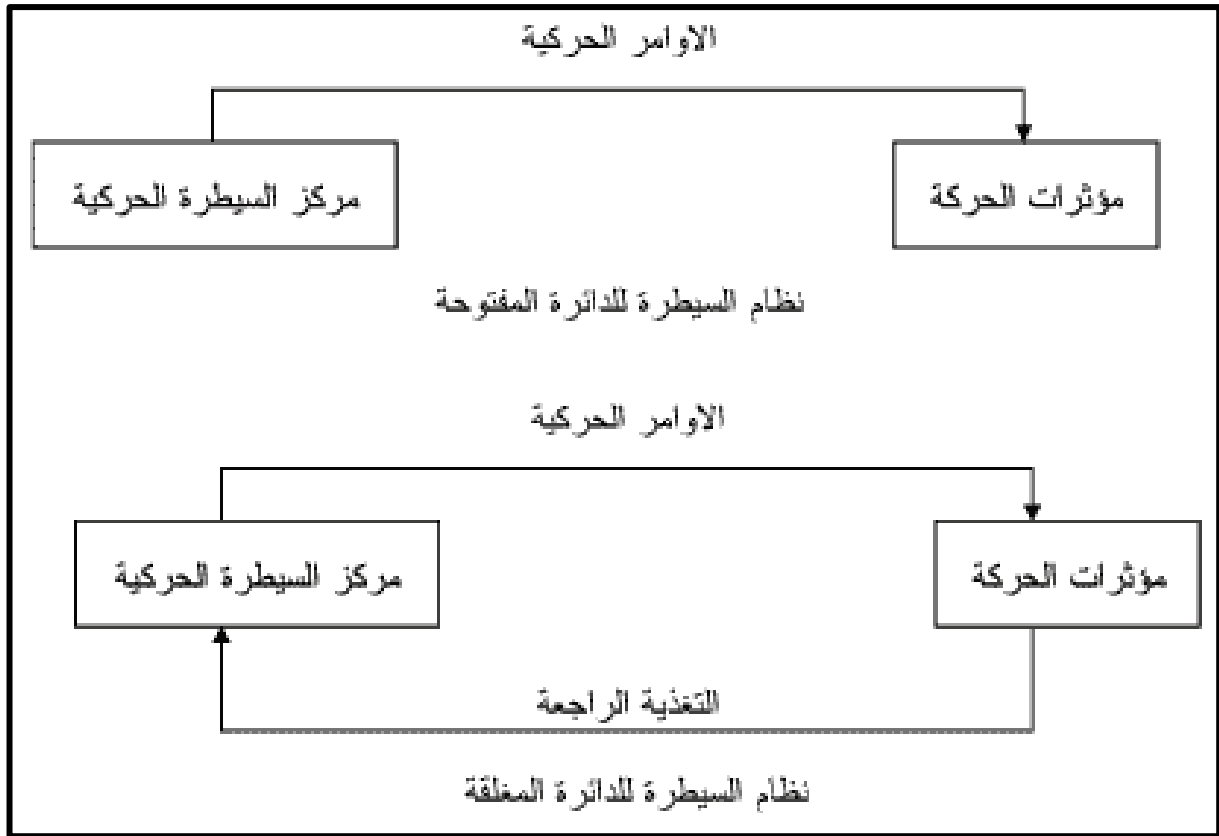 الاوامر الحركية
مؤثرات الحركة
مركز السيطرة الحركية
نظام السيطرة للدائرة المفتوحة
الاوامر الحركية
مؤثرات الحركة
مركز السيطرة الحركية
التغذية الراجعة
نظام السيطرة للدائرة المغلقة